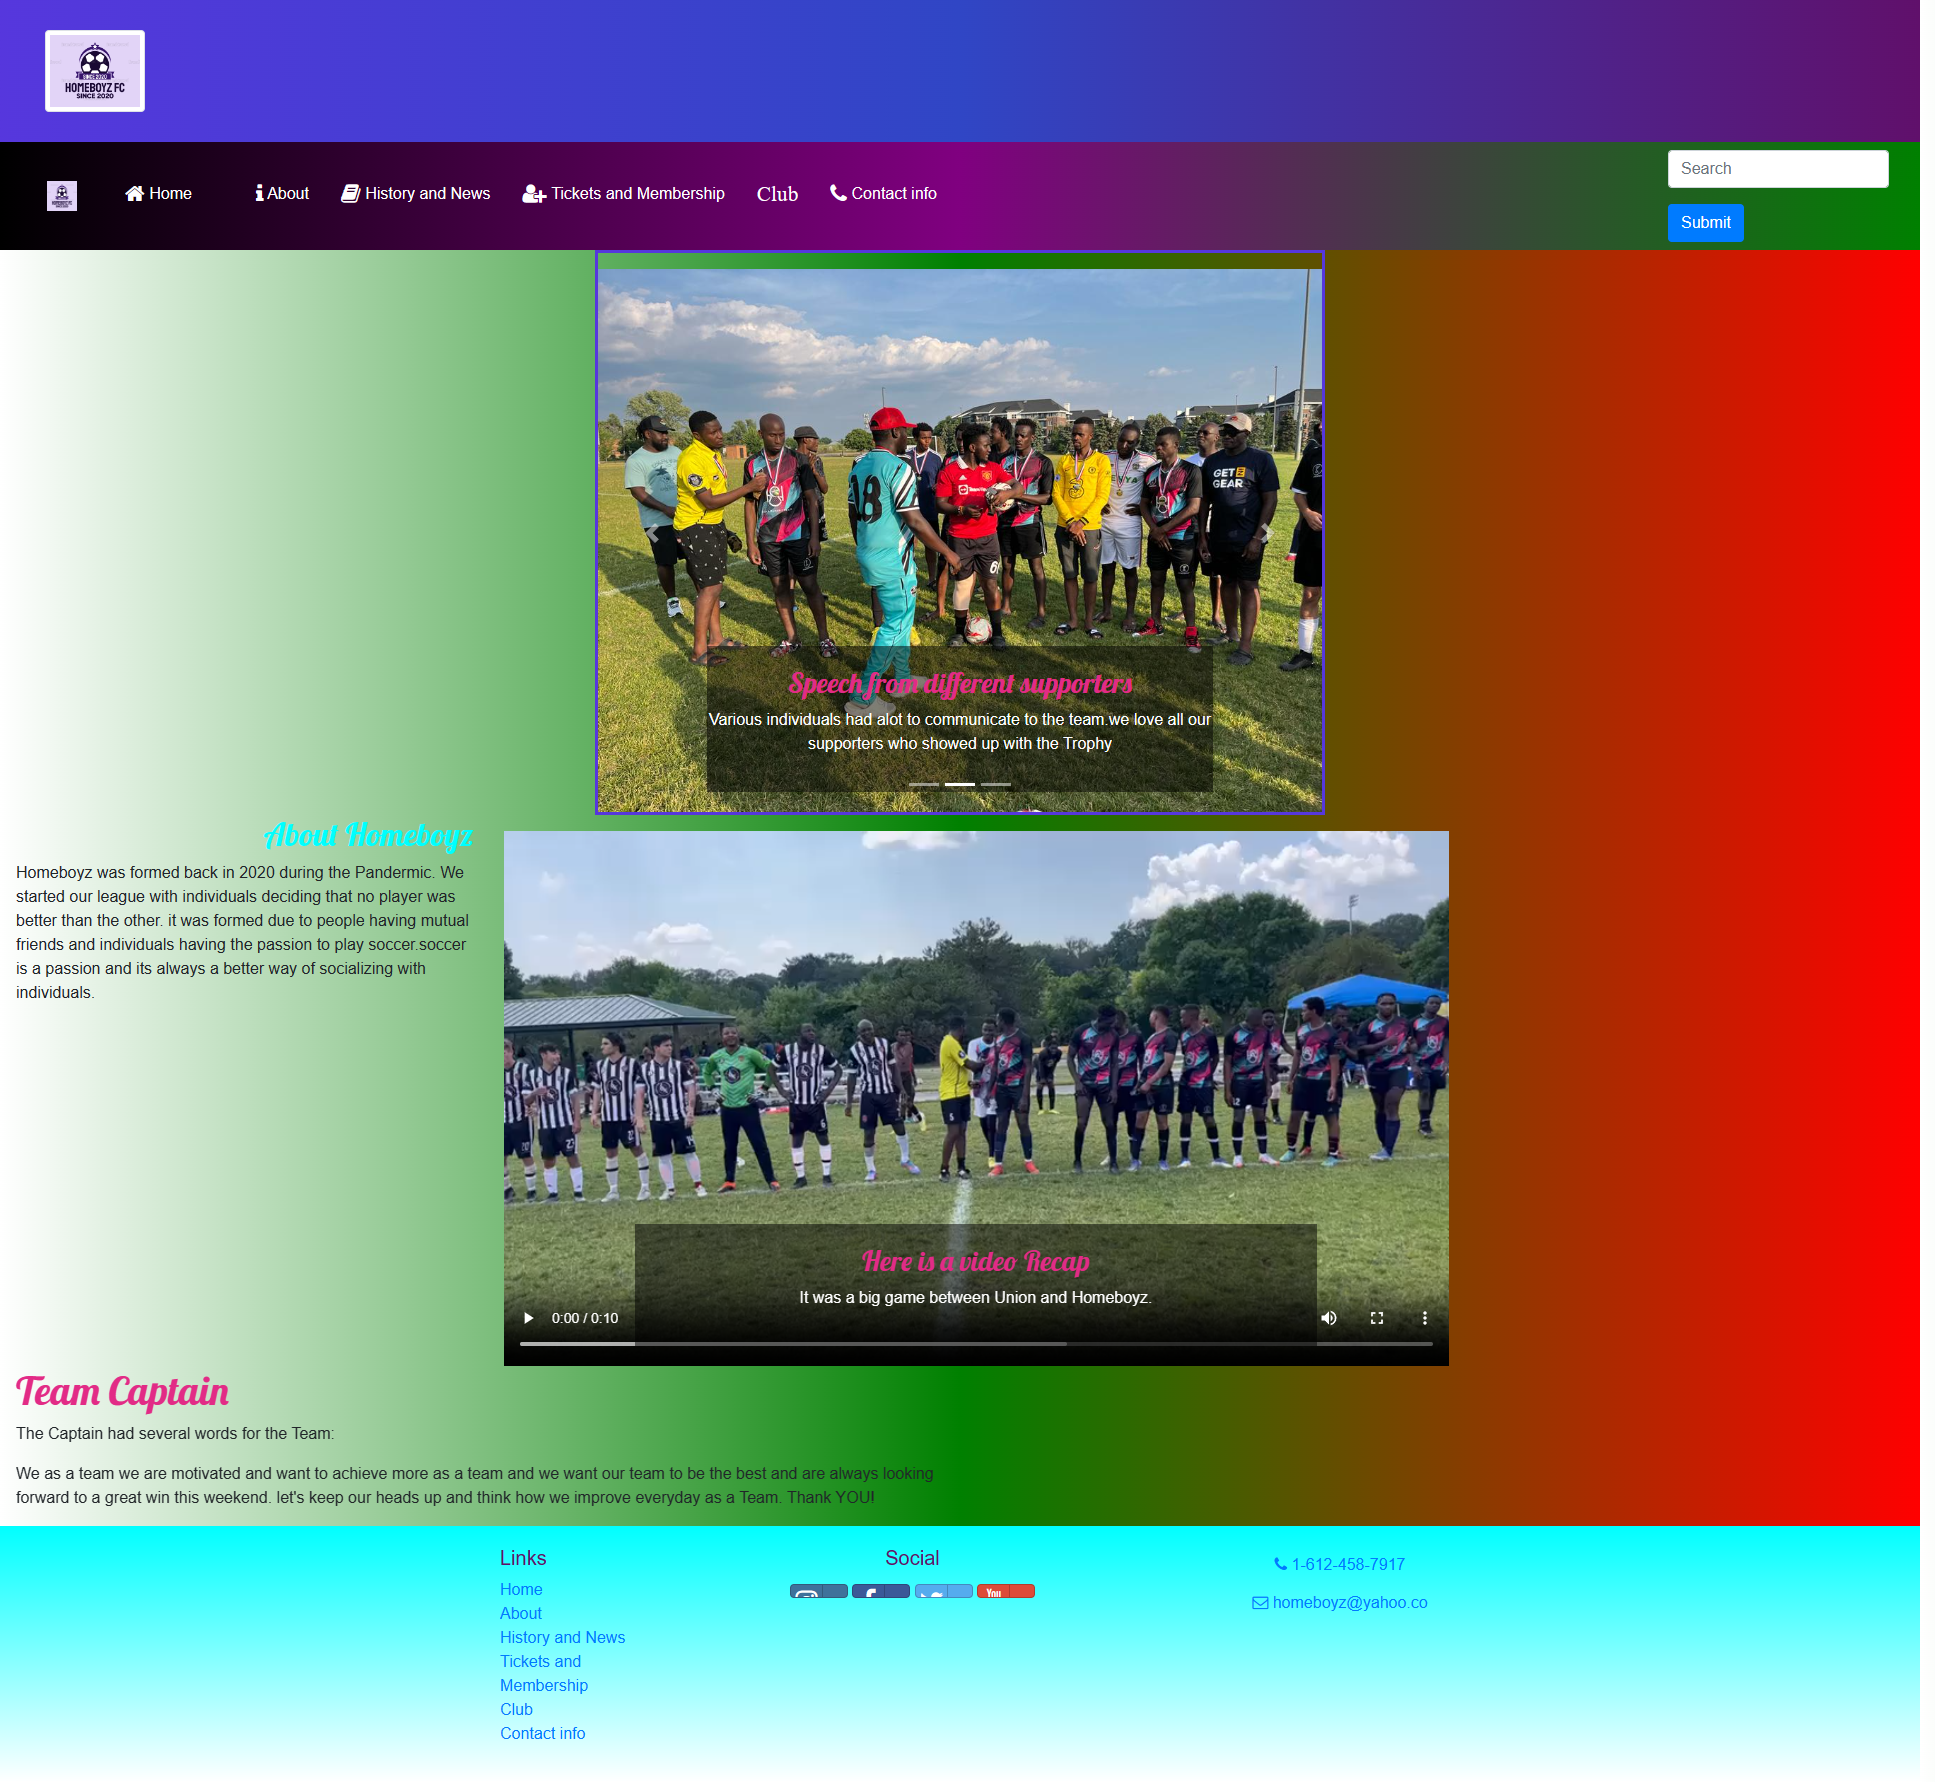 SINCE 2020
HOMEBOYZ FC
SINCE 2020
Home
About
History and News
Tickets and Membership
Club
Contact info
Search
Submit
18
GET
GEAR
6
Speech from different supporters
Various individuals had alot to communicate to the team.we love all our
supporters who showed up with the Trophy
About Homeboyz
Homeboyz was formed back in 2020 during the Pandermic. We
started our league with individuals deciding that no player was
better than the other. it was formed due to people having mutual
friends and individuals having the passion to play soccer.soccer
is a passion and its always a better way of socializing with
individuals.
Here is a video Recap
It was a big game between Union and Homeboyz.
0:00 / 0:10
Team Captain
The Captain had several words for the Team:
We as a team we are motivated and want to achieve more as a team and we want our team to be the best and are always looking
forward to a great win this weekend. let's keep our heads up and think how we improve everyday as a Team. Thank YOU!
Links
Home
About
History and News
Tickets and
Membership
Club
Contact info
Social
You
1-612-458-7917
homeboyz@yahoo.co